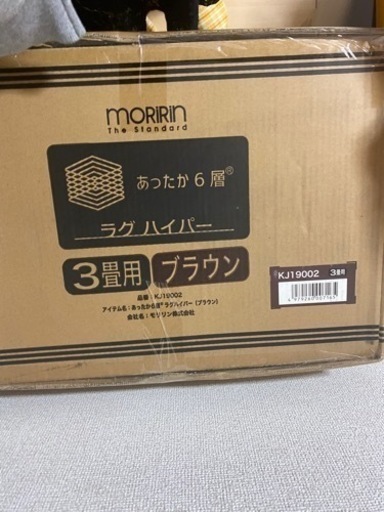 MORIRIN
The Standard
あったか6層®
ラグ ハイパー
3畳用 ブラウン
KJ19002 3畳用
品番：KJ19002
アイテム名：あったか6層®ラグハイパー（ブラウン）
会社名：モリリン株式会社